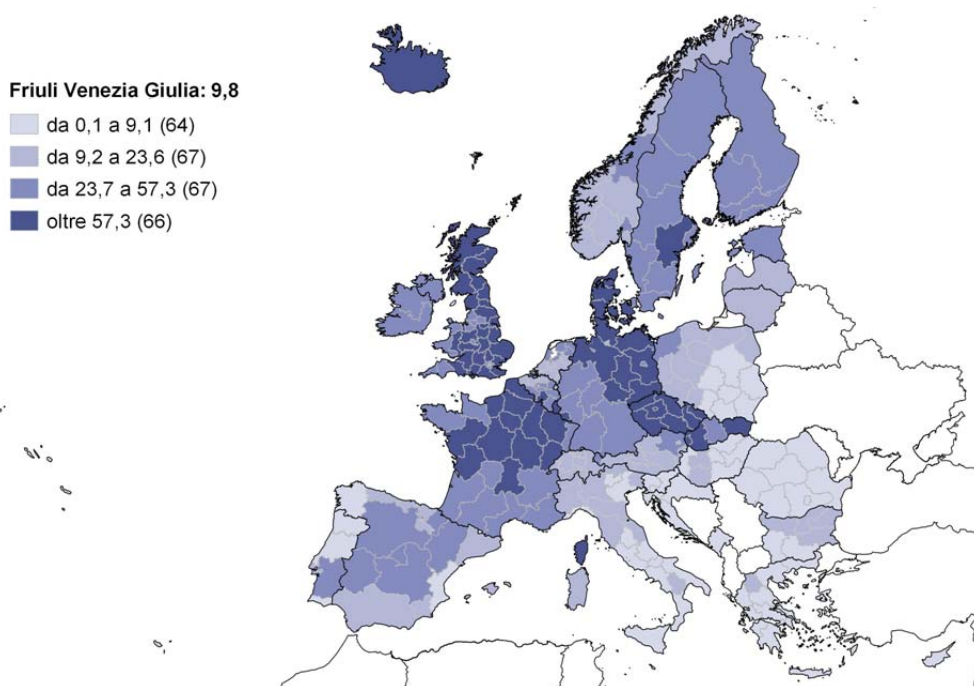 Friuli Venezia Giulia: 9,8
da 0,1 a 9,1 (64)
da 9,2 a 23,6 (67)
da 23,7 a 57,3 (67)
oltre 57,3 (66)